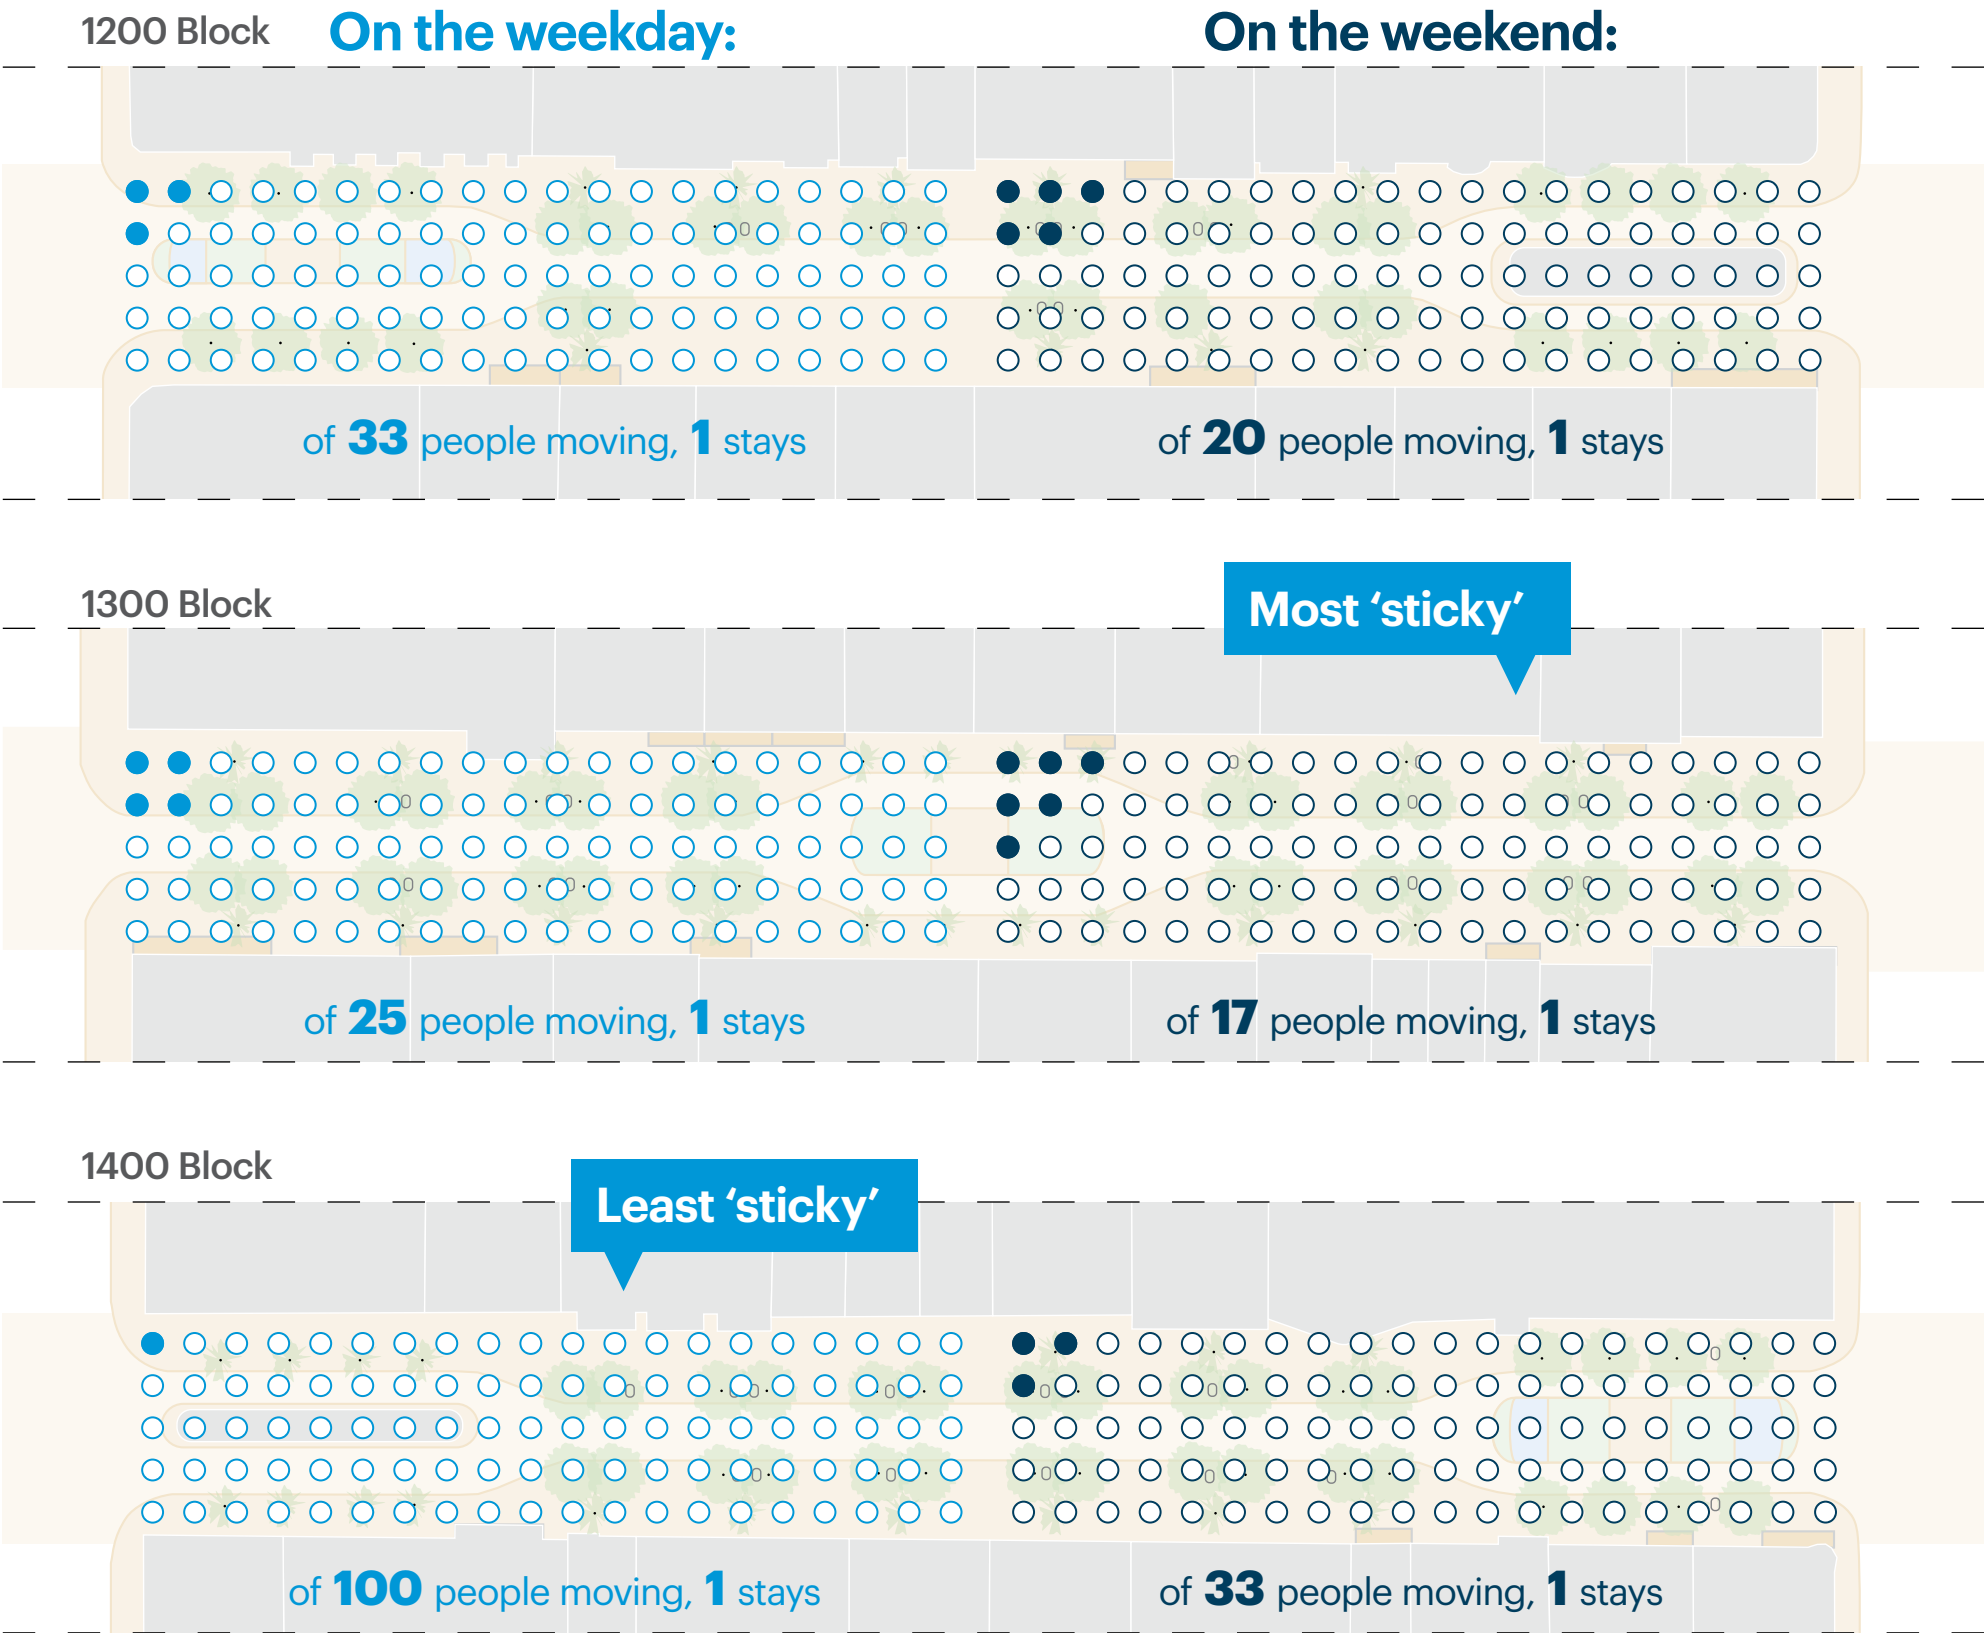 1200 Block
On the weekday:
On the weekend:
of 33 people moving, 1 stays
of 20 people moving, 1 stays
1300 Block
Most ‘sticky’
of 25 people moving, 1 stays
of 17 people moving, 1 stays
1400 Block
Least ‘sticky’
of 100 people moving, 1 stays
of 33 people moving, 1 stays